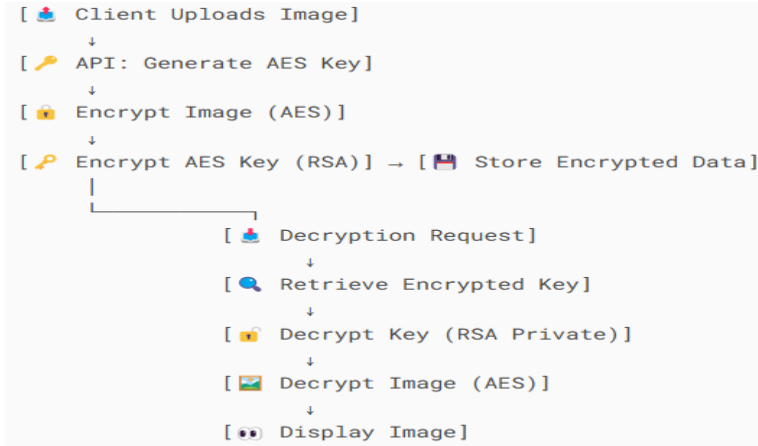 [📤 Client Uploads Image]
↓
[🔑 API: Generate AES Key]
↓
[🔒 Encrypt Image (AES)]
↓
[🔑 Encrypt AES Key (RSA)] → [💾 Store Encrypted Data]
[📥 Decryption Request]
↓
[🔍 Retrieve Encrypted Key]
↓
[🔓 Decrypt Key (RSA Private)]
↓
[🖼️ Decrypt Image (AES)]
↓
[👀 Display Image]